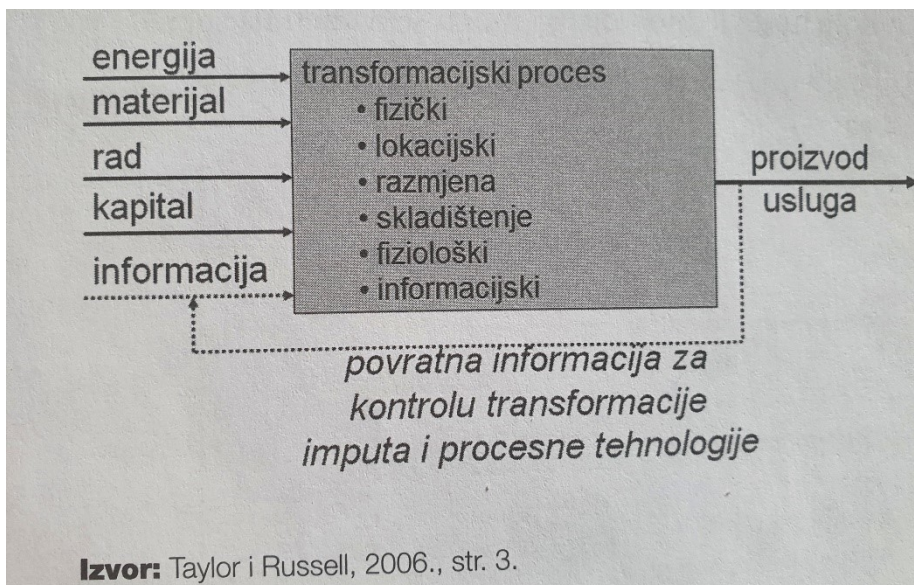 energija
materijal
rad
kapital
informacija
transformacijski proces
• fizički
• lokacijski
• razmjena
• skladištenje
• fiziološki
• informacijski
proizvod
usluga
povratna informacija za
kontrolu transformacije
imputa i procesne tehnologije
Izvor: Taylor i Russell, 2006., str. 3.